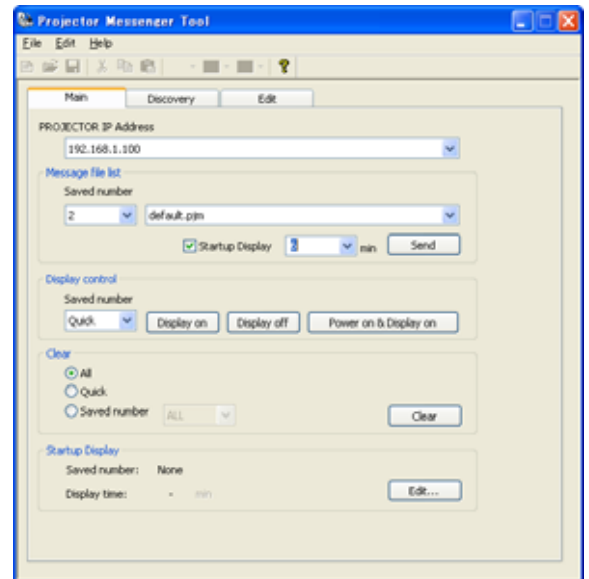 Projector Messenger Tool
File Edit Help
Main Discovery Edit
PROJECTOR IP Address
192.168.1.100
Message file list
Saved number
2 default.pjm
Startup Display 2 min Send
Display control
Saved number
Quick Display on Display off Power on & Display on
Clear
All
Quick
Saved number ALL Clear
Startup Display
Saved number: None
Display time: - min Edit...